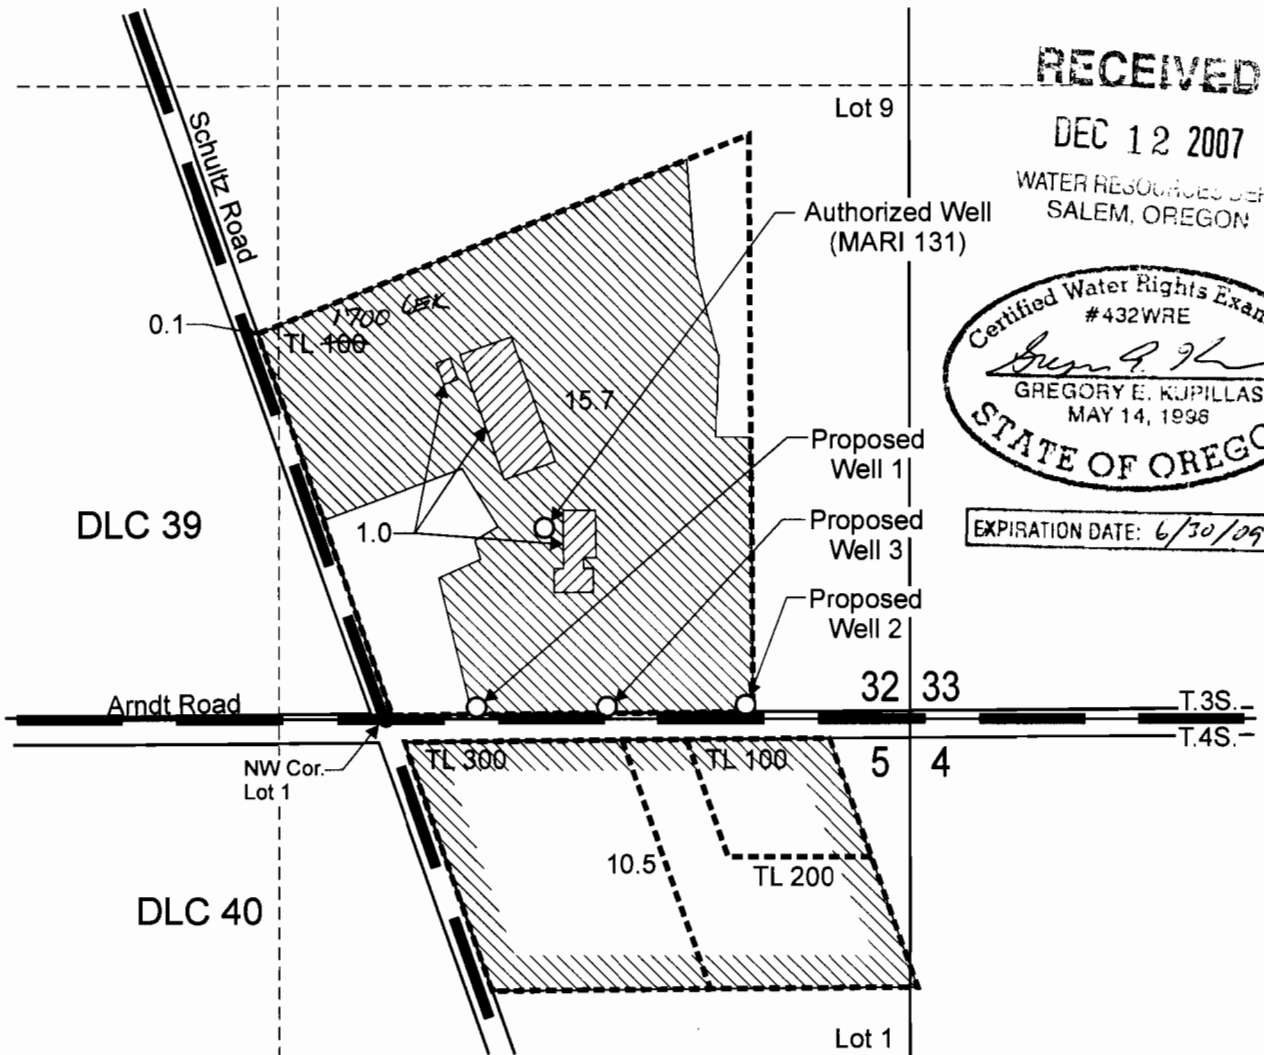 RECEIVED
DEC 12 2007
WATER RESOURCES
SALEM, OREGON
Lot 9
Schultz Road
Authorized Well
(MARI 131)
Certified Water Rights Exam
#432WRE
GREGORY E. KUPILLAS
MAY 14, 1998
STATE OF OREGO
EXPIRATION DATE: 6/30/09
0.1
1700 GEK
TL 100
15.7
Proposed
Well 1
DLC 39
1.0
Proposed
Well 3
Proposed
Well 2
32 33
Arndt Road
T.3S.
T.4S.
NW Cor.
Lot 1
TL 300
TL 100
5 4
10.5
TL 200
DLC 40
Lot 1